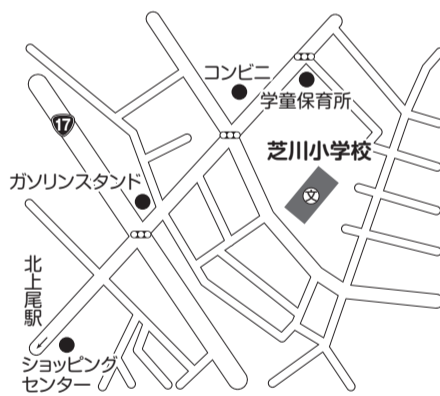 コンビニ
学童保育所
17
芝川小学校
文
ガソリンスタンド
北上尾駅
ショッピング
センター